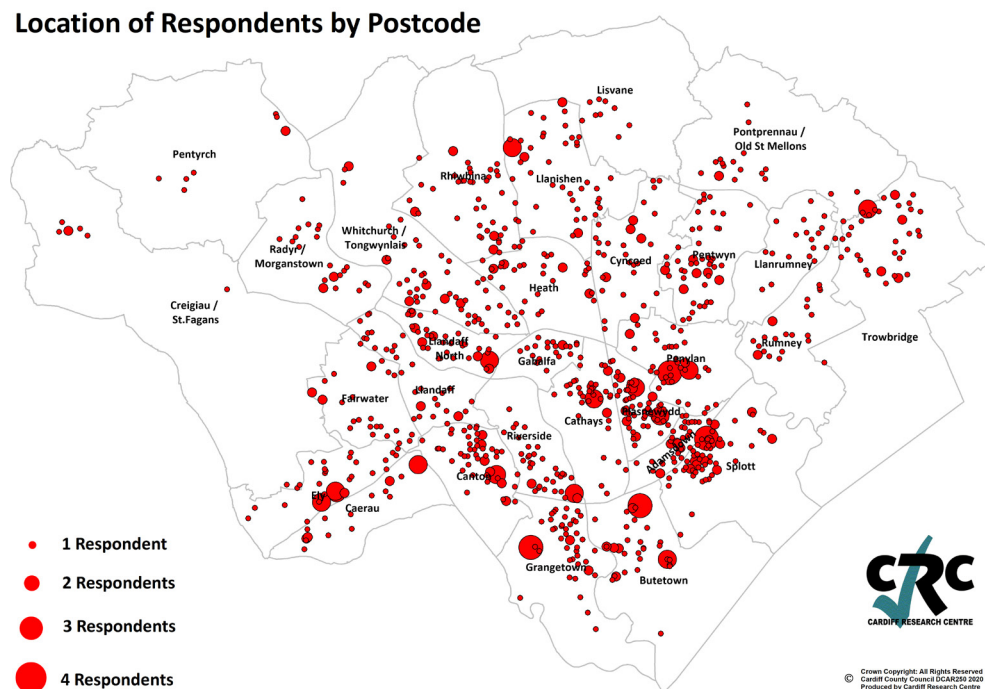 Location of Respondents by Postcode
Lisvane
Pontprennau /
Old St Mellons
Pentyrch
Rhiwbina
Llanishen
Whitchurch /
Tongwynlais
Radyr /
Morganstown
Cyncoed
Pentwyn
Llanrumney
Heath
Creigiau /
St.Fagans
Trowbridge
Llandaff
North
Rumney
Gabalfa
Penylan
Llandaff
Fairwater
Plasnewydd
Cathays
Riverside
Adamsdown
Splott
Canton
Ely
Caerau
Grangetown
Butetown
1 Respondent
2 Respondents
3 Respondents
4 Respondents
CRC
CARDIFF RESEARCH CENTRE
© Crown Copyright: All Rights Reserved
Cardiff County Council DCAR250 2020
Produced by Cardiff Research Centre